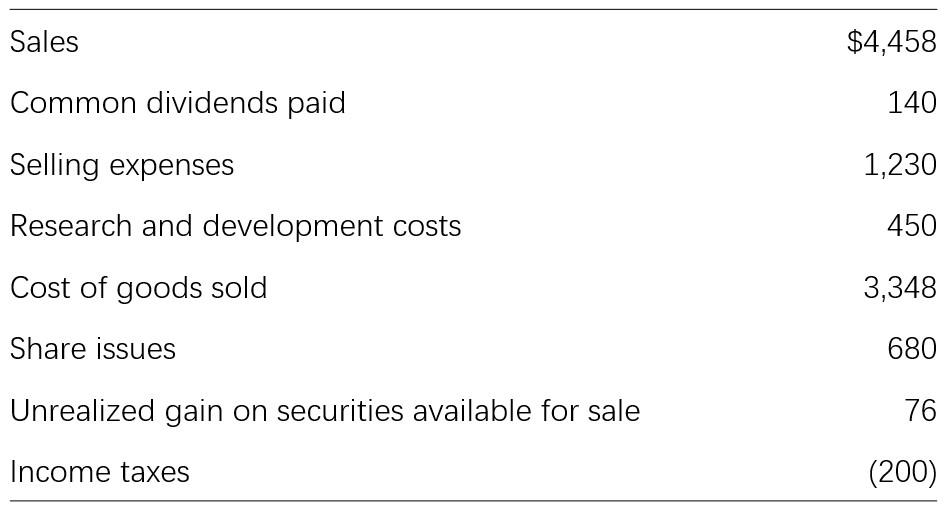 Sales $4,458
Common dividends paid 140
Selling expenses 1,230
Research and development costs 450
Cost of goods sold 3,348
Share issues 680
Unrealized gain on securities available for sale 76
Income taxes (200)